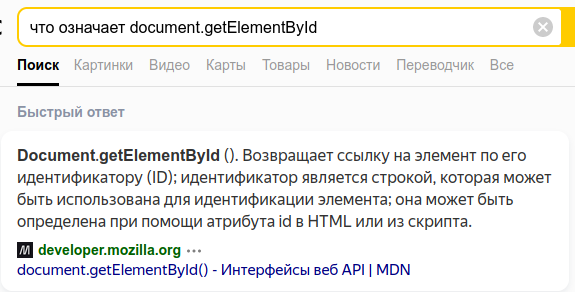 что означает document.getElementById
Поиск Картинки Видео Карты Товары Новости Переводчик Все
Быстрый ответ
Document.getElementById (). Возвращает ссылку на элемент по его
идентификатору (ID); идентификатор является строкой, которая может
быть использована для идентификации элемента; она может быть
определена при помощи атрибута id в HTML или из скрипта.
developer.mozilla.org
document.getElementById() - Интерфейсы веб API | MDN